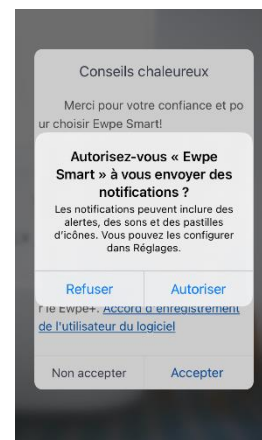 Conseils chaleureux
Merci pour votre confiance et po
ur choisir Ewpe Smart!
Autorisez-vous « Ewpe
Smart » à vous envoyer des
notifications ?
Les notifications peuvent inclure des
alertes, des sons et des pastilles
d'icônes. Vous pouvez les configurer
dans Réglages.
Refuser Autoriser
r le Ewpe+. Accord d'enregistrement
de l'utilisateur du logiciel
Non accepter Accepter